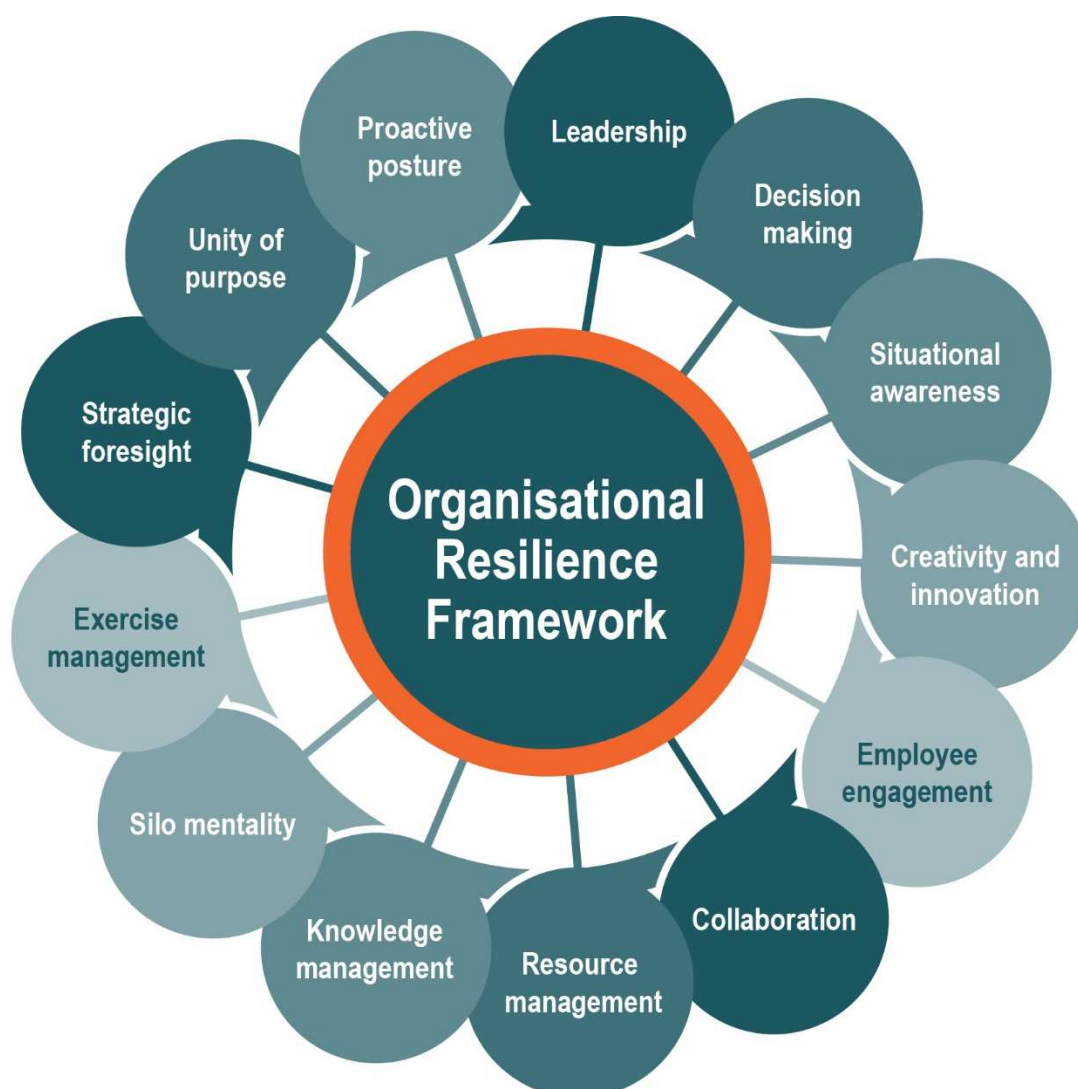 Organisational
Resilience
Framework
Leadership
Decision
making
Situational
awareness
Creativity and
innovation
Employee
engagement
Collaboration
Resource
management
Knowledge
management
Silo mentality
Exercise
management
Strategic
foresight
Unity of
purpose
Proactive
posture